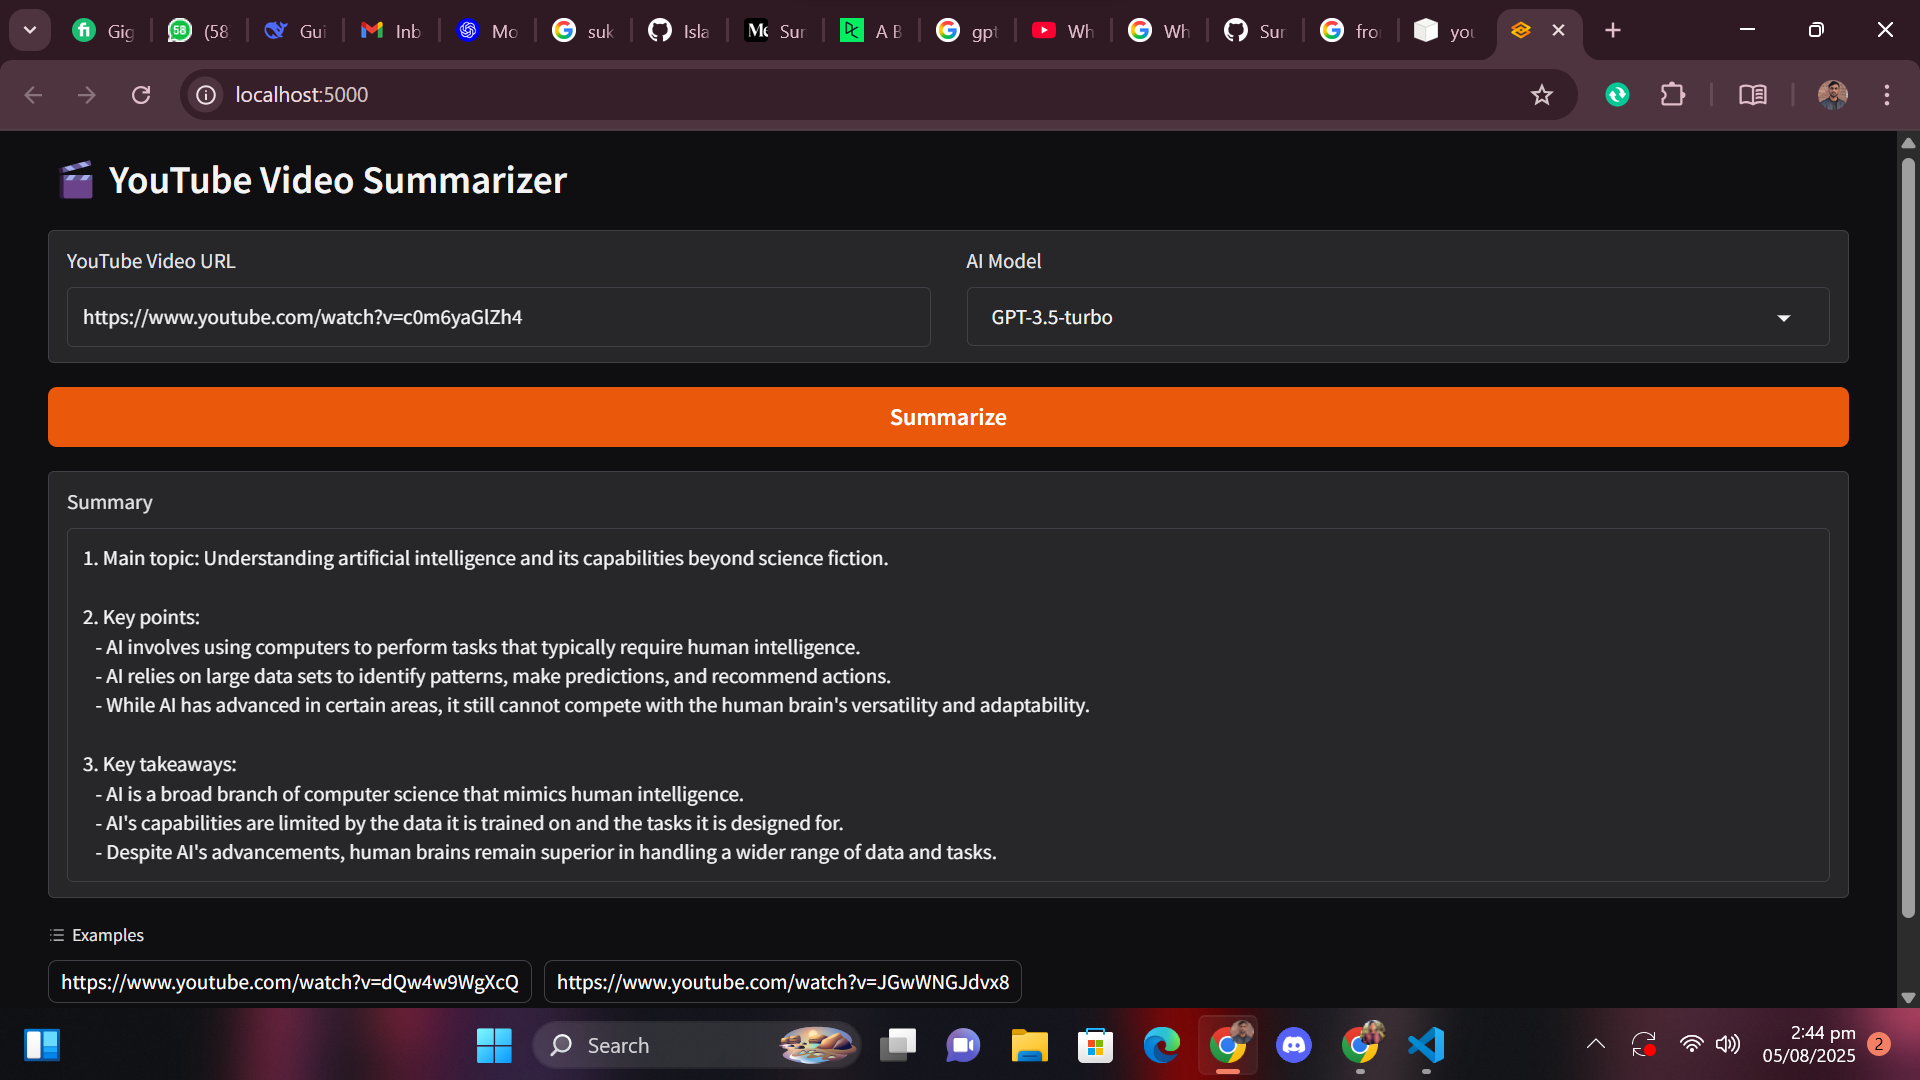 Gig
(58
Gui
Inb
Mo
suk
Isla
Sur
A B
gpt
Wh
Wh
Sur
fro
you
localhost:5000
YouTube Video Summarizer
YouTube Video URL
AI Model
https://www.youtube.com/watch?v=c0m6yaGlZh4
GPT-3.5-turbo
Summarize
Summary
1. Main topic: Understanding artificial intelligence and its capabilities beyond science fiction.
2. Key points:
- AI involves using computers to perform tasks that typically require human intelligence.
- AI relies on large data sets to identify patterns, make predictions, and recommend actions.
- While AI has advanced in certain areas, it still cannot compete with the human brain's versatility and adaptability.
3. Key takeaways:
- AI is a broad branch of computer science that mimics human intelligence.
- AI's capabilities are limited by the data it is trained on and the tasks it is designed for.
- Despite AI's advancements, human brains remain superior in handling a wider range of data and tasks.
Examples
https://www.youtube.com/watch?v=dQw4w9WgXcQ
https://www.youtube.com/watch?v=JGwWNGJdvx8
Search
2:44 pm
05/08/2025
2